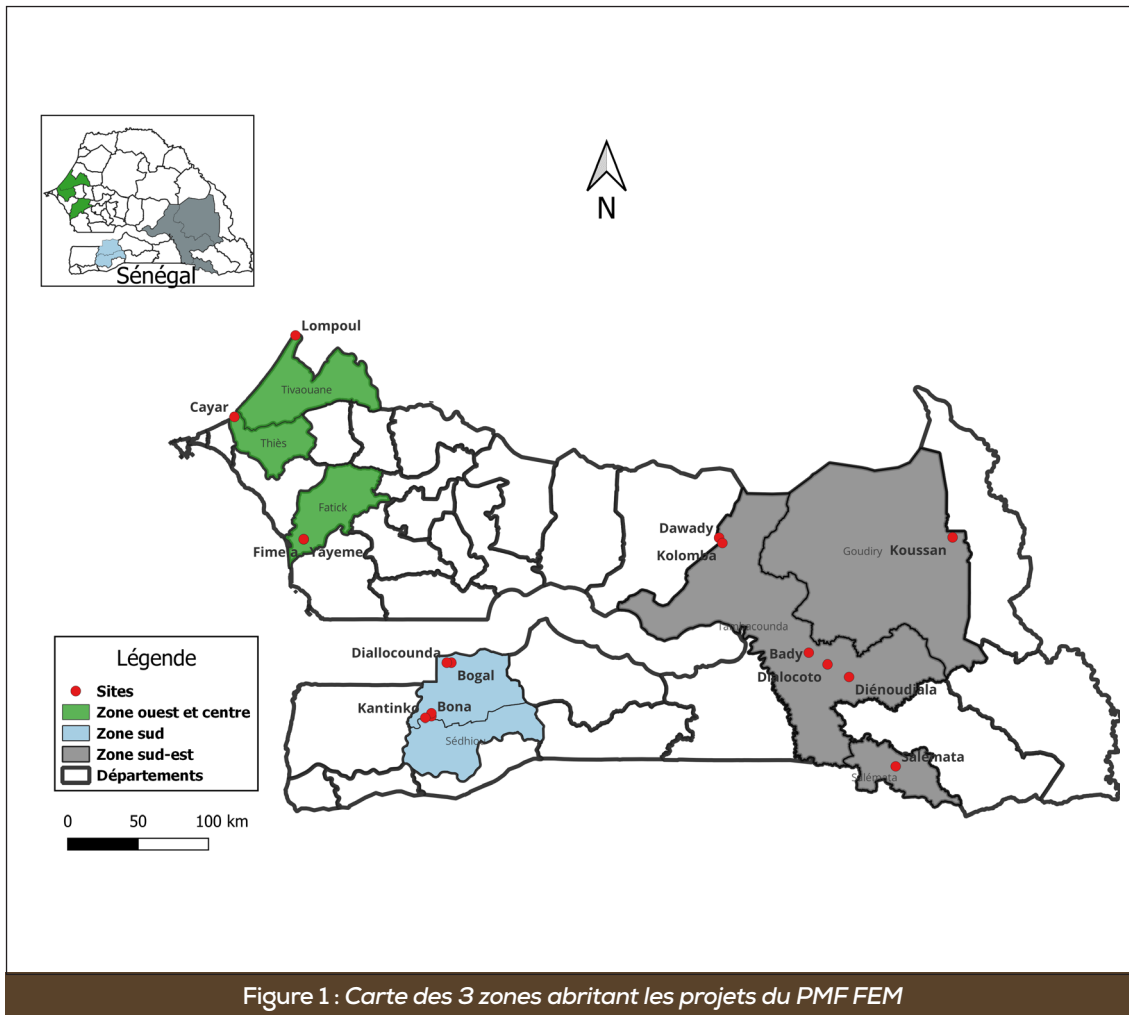 Sénégal
N
Lompoul
Tivaouane
Cayar
Thiès
Fatick
Fimela Yayeme
Dawady
Kolomba
Goudiry Koussan
Tambacounda
Bady
Dialocoto
Diénoudiala
Diallocounda
Bogal
Kantinko Bona
Sédhiou
Salémata
Salémata
Légende
Sites
Zone ouest et centre
Zone sud
Zone sud-est
Départements
0 50 100 km
Figure 1 : Carte des 3 zones abritant les projets du PMF FEM